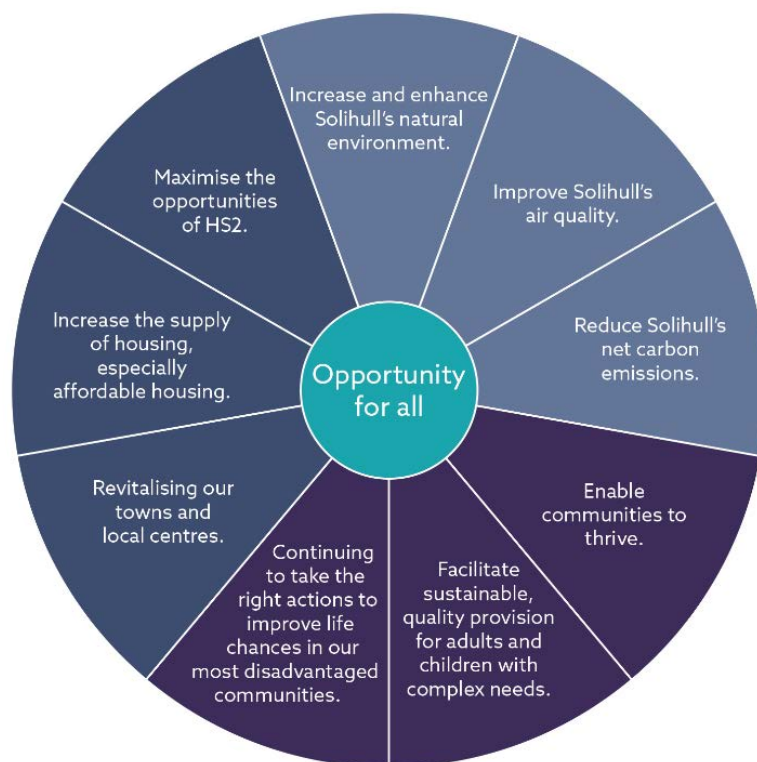 Increase and enhance
Solihull’s natural
environment.
Improve Solihull’s
air quality.
Reduce Solihull’s
net carbon
emissions.
Enable
communities to
thrive.
Facilitate
sustainable,
quality provision
for adults and
children with
complex needs.
Continuing
to take the
right actions to
improve life
chances in our
most disadvantaged
communities.
Revitalising our
towns and
local centres.
Increase the supply
of housing,
especially
affordable housing.
Maximise the
opportunities
of HS2.
Opportunity
for all